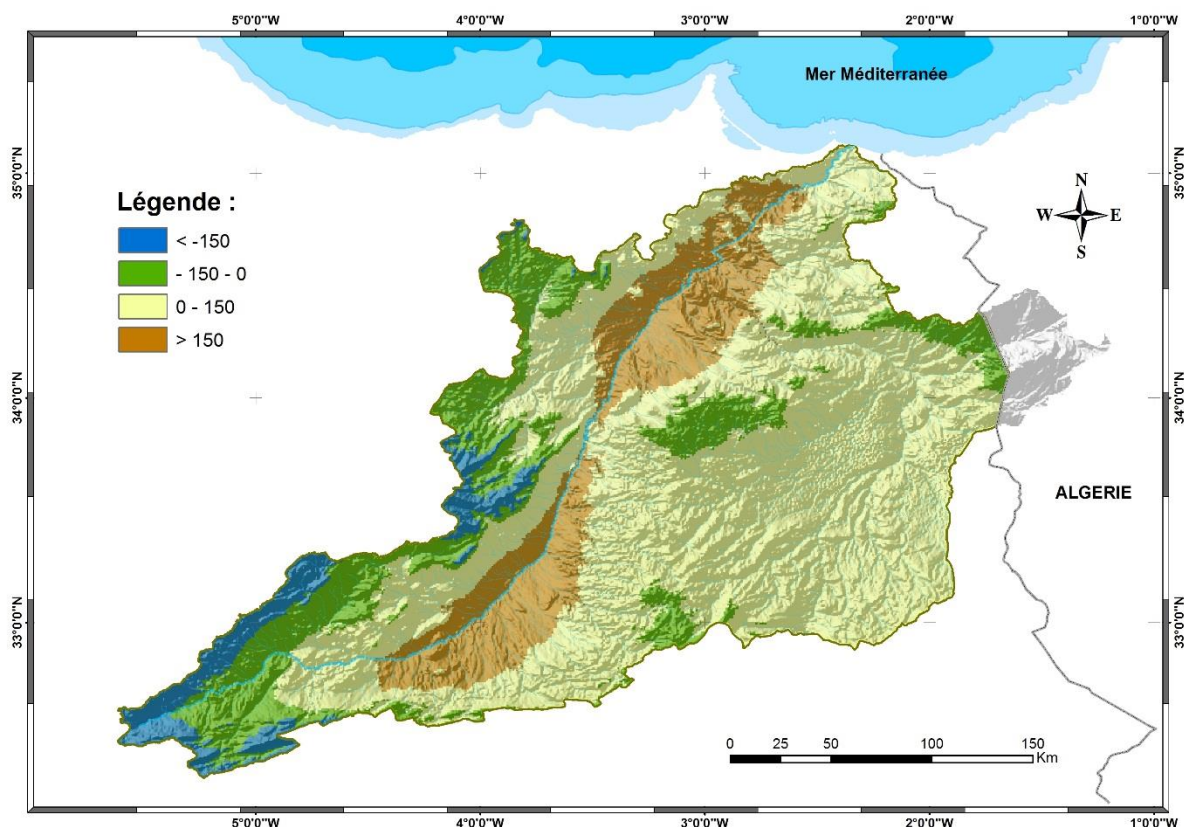 5°0'0"W 4°0'0"W 3°0'0"W 2°0'0"W 1°0'0"W
Mer Méditerranée
35°0'0"N 35°0'0"N
Légende :
< -150
- 150 - 0
0 - 150
> 150
N
W E
S
34°0'0"N 34°0'0"N
ALGERIE
33°0'0"N 33°0'0"N
0 25 50 100 150
Km
5°0'0"W 4°0'0"W 3°0'0"W 2°0'0"W 1°0'0"W